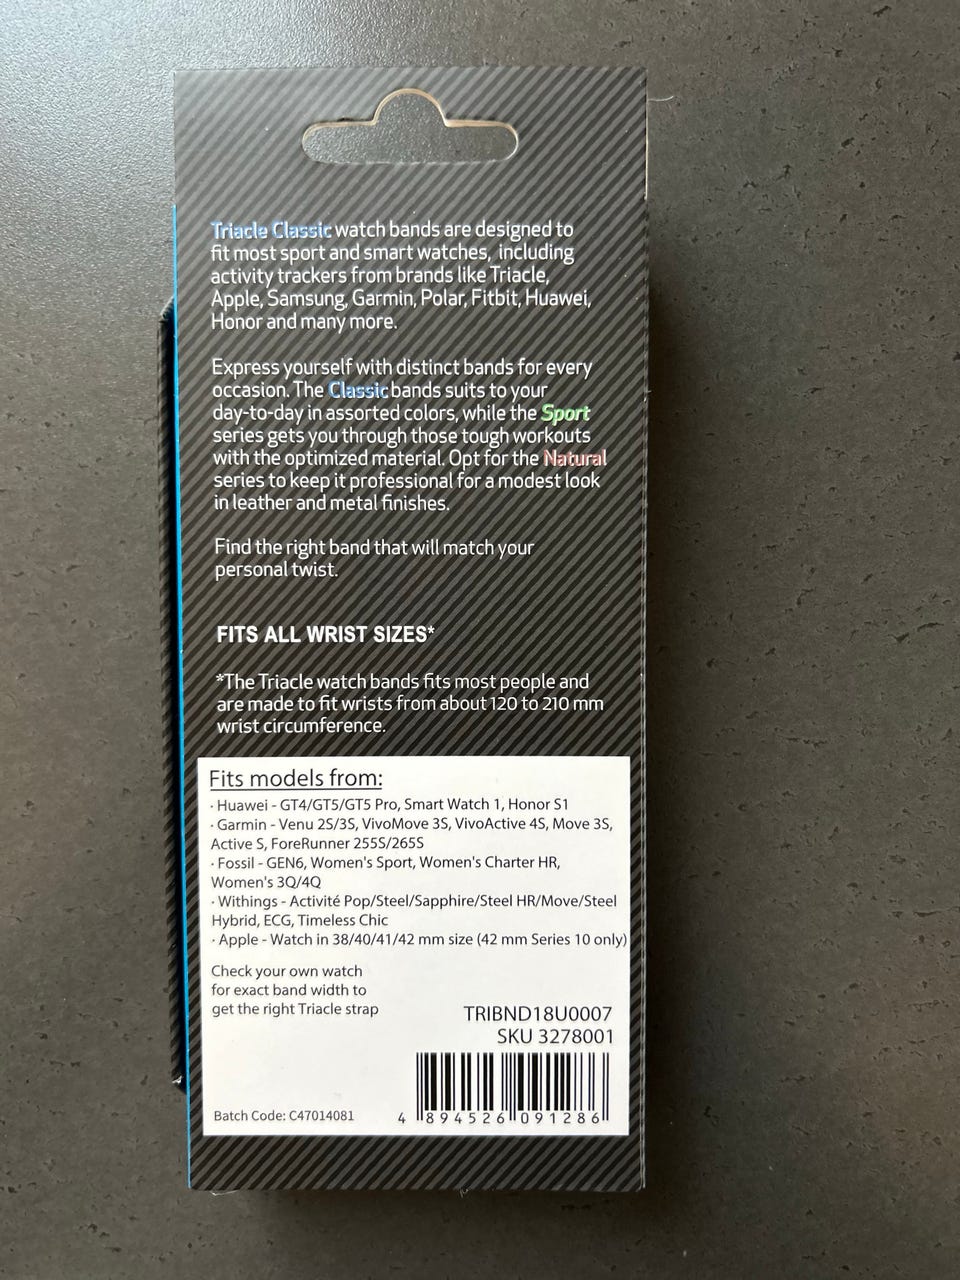 Triacle Classic watch bands are designed to
fit most sport and smart watches, including
activity trackers from brands like Triacle,
Apple, Samsung, Garmin, Polar, Fitbit, Huawei,
Honor and many more.
Express yourself with distinct bands for every
occasion. The Classic bands suits to your
day-to-day in assorted colors, while the Sport
series gets you through those tough workouts
with the optimized material. Opt for the Natural
series to keep it professional for a modest look
in leather and metal finishes.
Find the right band that will match your
personal twist.
FITS ALL WRIST SIZES*
*The Triacle watch bands fits most people and
are made to fit wrists from about 120 to 210 mm
wrist circumference.
Fits models from:
· Huawei - GT4/GT5/GT5 Pro, Smart Watch 1, Honor S1
· Garmin - Venu 2S/3S, VivoMove 3S, VivoActive 4S, Move 3S,
Active S, ForeRunner 255S/265S
· Fossil - GEN6, Women's Sport, Women's Charter HR,
Women's 3Q/4Q
· Withings - Activité Pop/Steel/Sapphire/Steel HR/Move/Steel
Hybrid, ECG, Timeless Chic
· Apple - Watch in 38/40/41/42 mm size (42 mm Series 10 only)
Check your own watch
for exact band width to
get the right Triacle strap
TRIBND18U0007
SKU 3278001
Batch Code: C47014081
4 894526 091286